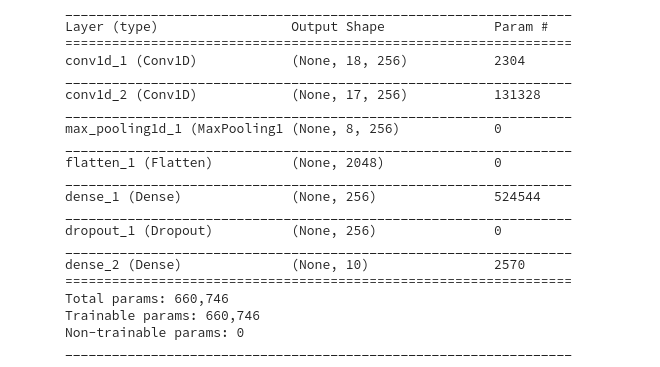 _________________________________________________________________
Layer (type)                 Output Shape              Param #
=================================================================
conv1d_1 (Conv1D)            (None, 18, 256)           2304
_________________________________________________________________
conv1d_2 (Conv1D)            (None, 17, 256)           131328
_________________________________________________________________
max_pooling1d_1 (MaxPooling1 (None, 8, 256)            0
_________________________________________________________________
flatten_1 (Flatten)          (None, 2048)              0
_________________________________________________________________
dense_1 (Dense)              (None, 256)               524544
_________________________________________________________________
dropout_1 (Dropout)          (None, 256)               0
_________________________________________________________________
dense_2 (Dense)              (None, 10)                2570
=================================================================
Total params: 660,746
Trainable params: 660,746
Non-trainable params: 0
_________________________________________________________________